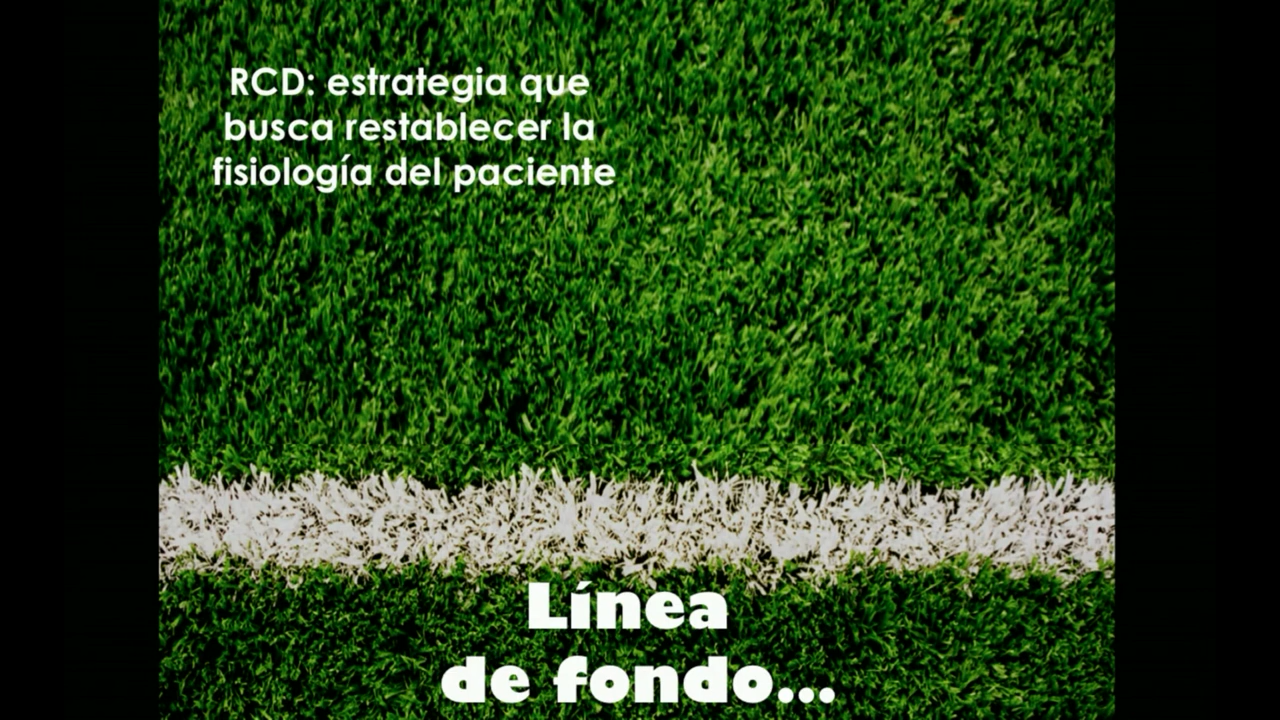 RCD: estrategia que
busca restablecer la
fisiología del paciente
Línea
de fondo...